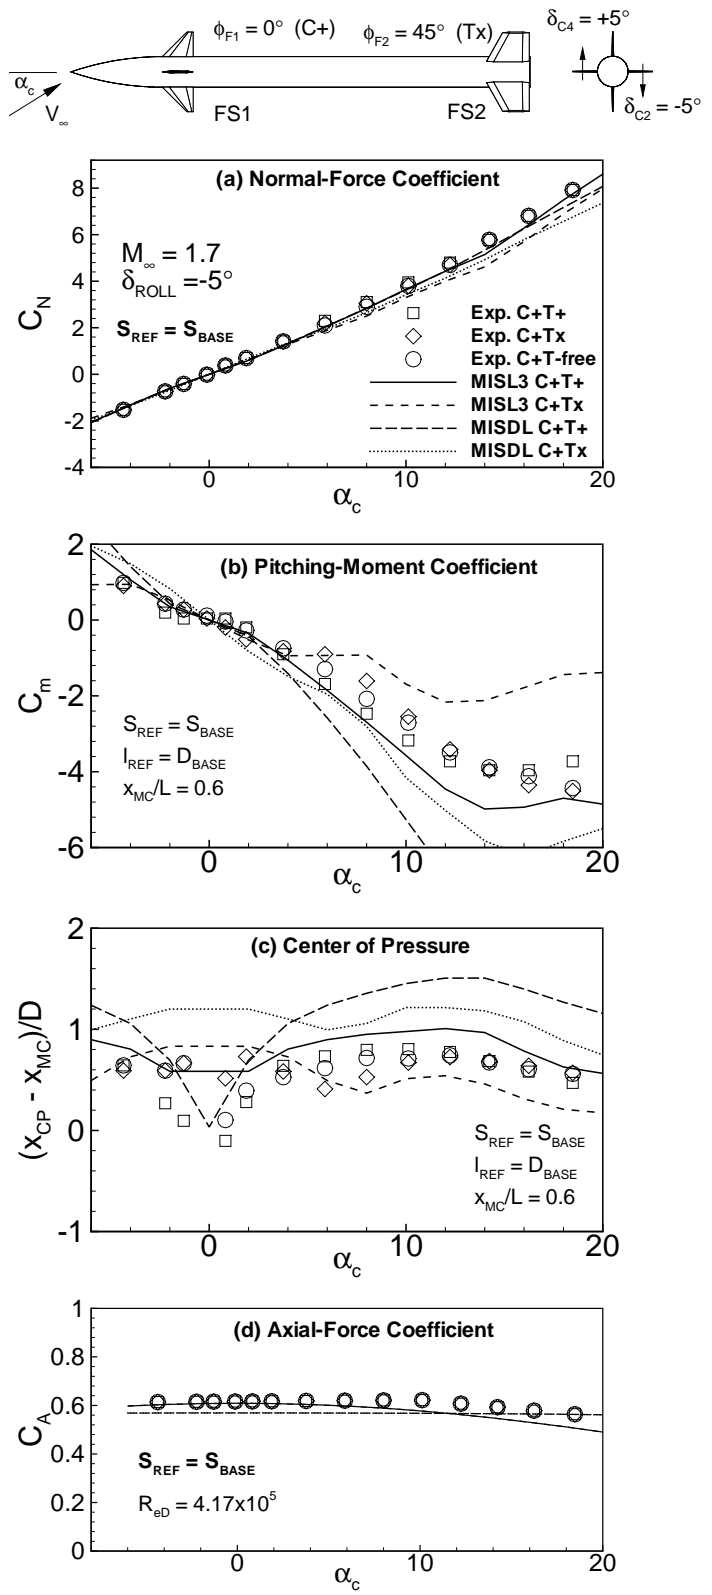 ϕF1 = 0° (C+)
ϕF2 = 45° (Tx)
δC4 = +5°
αc
V∞
FS1
FS2
δC2 = -5°
(a) Normal-Force Coefficient
8
6
4
2
0
-2
-4
CN
M∞ = 1.7
δROLL=-5°
SREF = SBASE
Exp. C+T+
Exp. C+Tx
Exp. C+T-free
MISL3 C+T+
MISL3 C+Tx
MISDL C+T+
MISDL C+Tx
0
10
20
αc
(b) Pitching-Moment Coefficient
2
0
-2
-4
-6
Cm
SREF = SBASE
lREF = DBASE
xMC/L = 0.6
0
10
20
αc
(c) Center of Pressure
2
1
0
-1
(xCP - xMC)/D
SREF = SBASE
lREF = DBASE
xMC/L = 0.6
0
10
20
αc
(d) Axial-Force Coefficient
1
0.8
0.6
0.4
0.2
0
CA
SREF = SBASE
ReD = 4.17x10⁵
0
10
20
αc